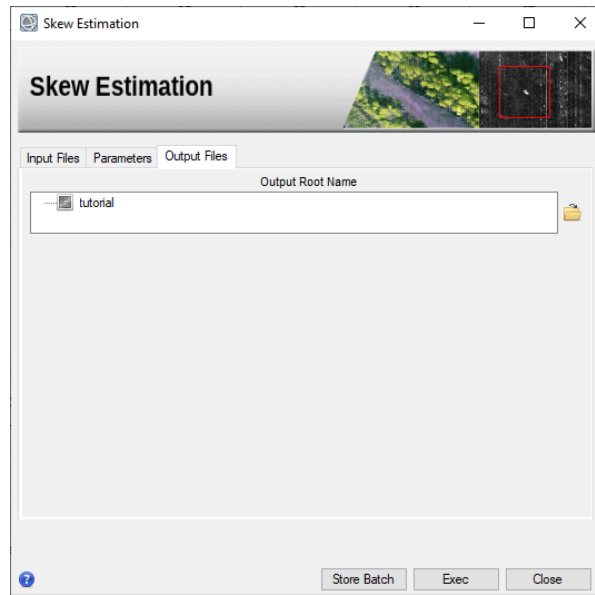 Skew Estimation
Skew Estimation
Input Files Parameters Output Files
Output Root Name
tutorial
?
Store Batch Exec Close